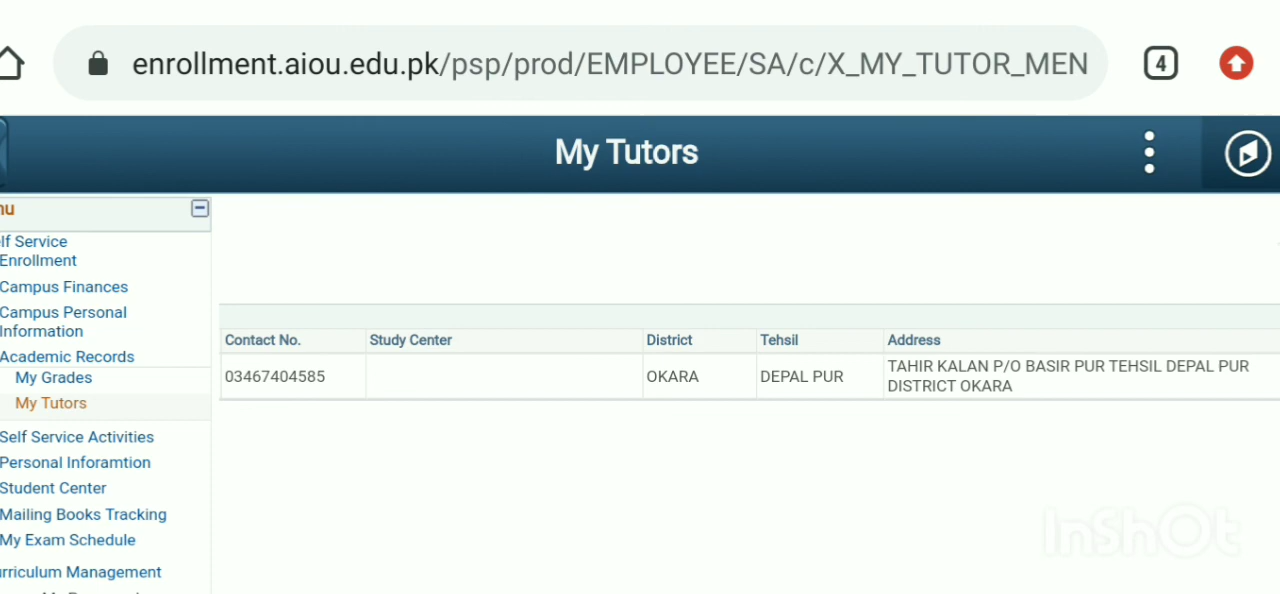 enrollment.aiou.edu.pk/psp/prod/EMPLOYEE/SA/c/X_MY_TUTOR_MEN
4
My Tutors
nu
lf Service
Enrollment
Campus Finances
Campus Personal
Information
Academic Records
My Grades
My Tutors
Self Service Activities
Personal Inforamtion
Student Center
Mailing Books Tracking
My Exam Schedule
rriculum Management
Contact No. Study Center District Tehsil Address
03467404585 OKARA DEPAL PUR TAHIR KALAN P/O BASIR PUR TEHSIL DEPAL PUR
DISTRICT OKARA
InShOt